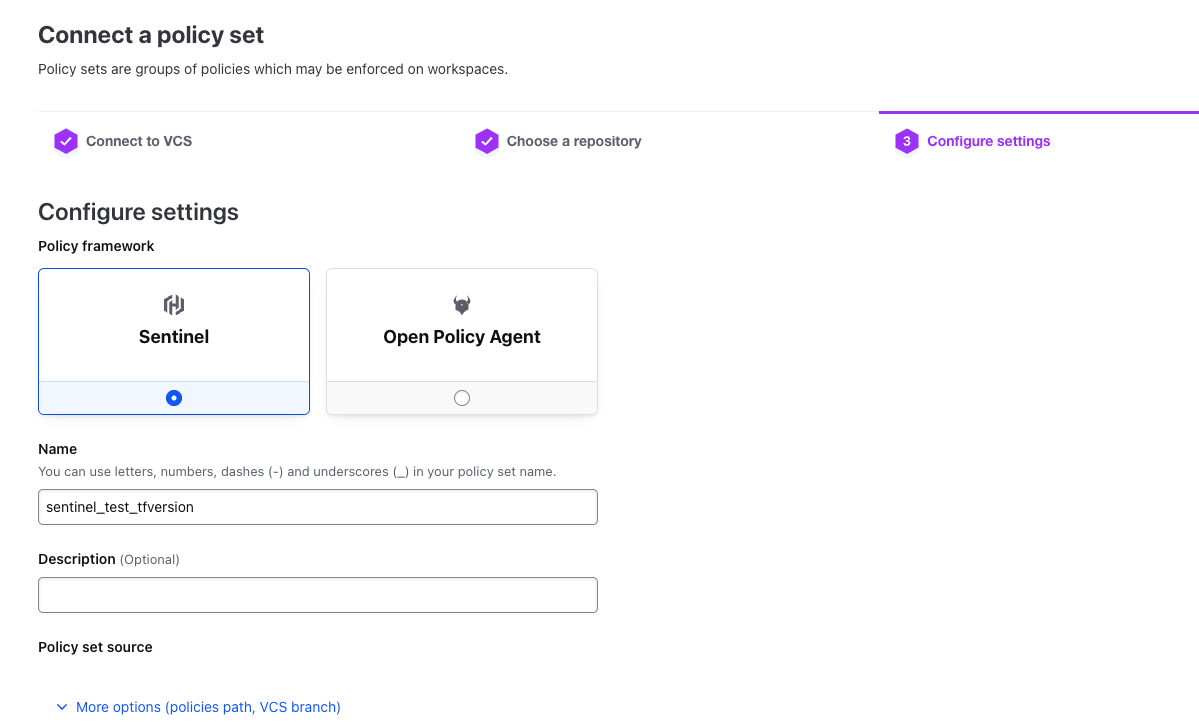 Connect a policy set
Policy sets are groups of policies which may be enforced on workspaces.
Connect to VCS
Choose a repository
3 Configure settings
Configure settings
Policy framework
Sentinel
Open Policy Agent
Name
You can use letters, numbers, dashes (-) and underscores (_) in your policy set name.
sentinel_test_tfversion
Description (Optional)
Policy set source
More options (policies path, VCS branch)